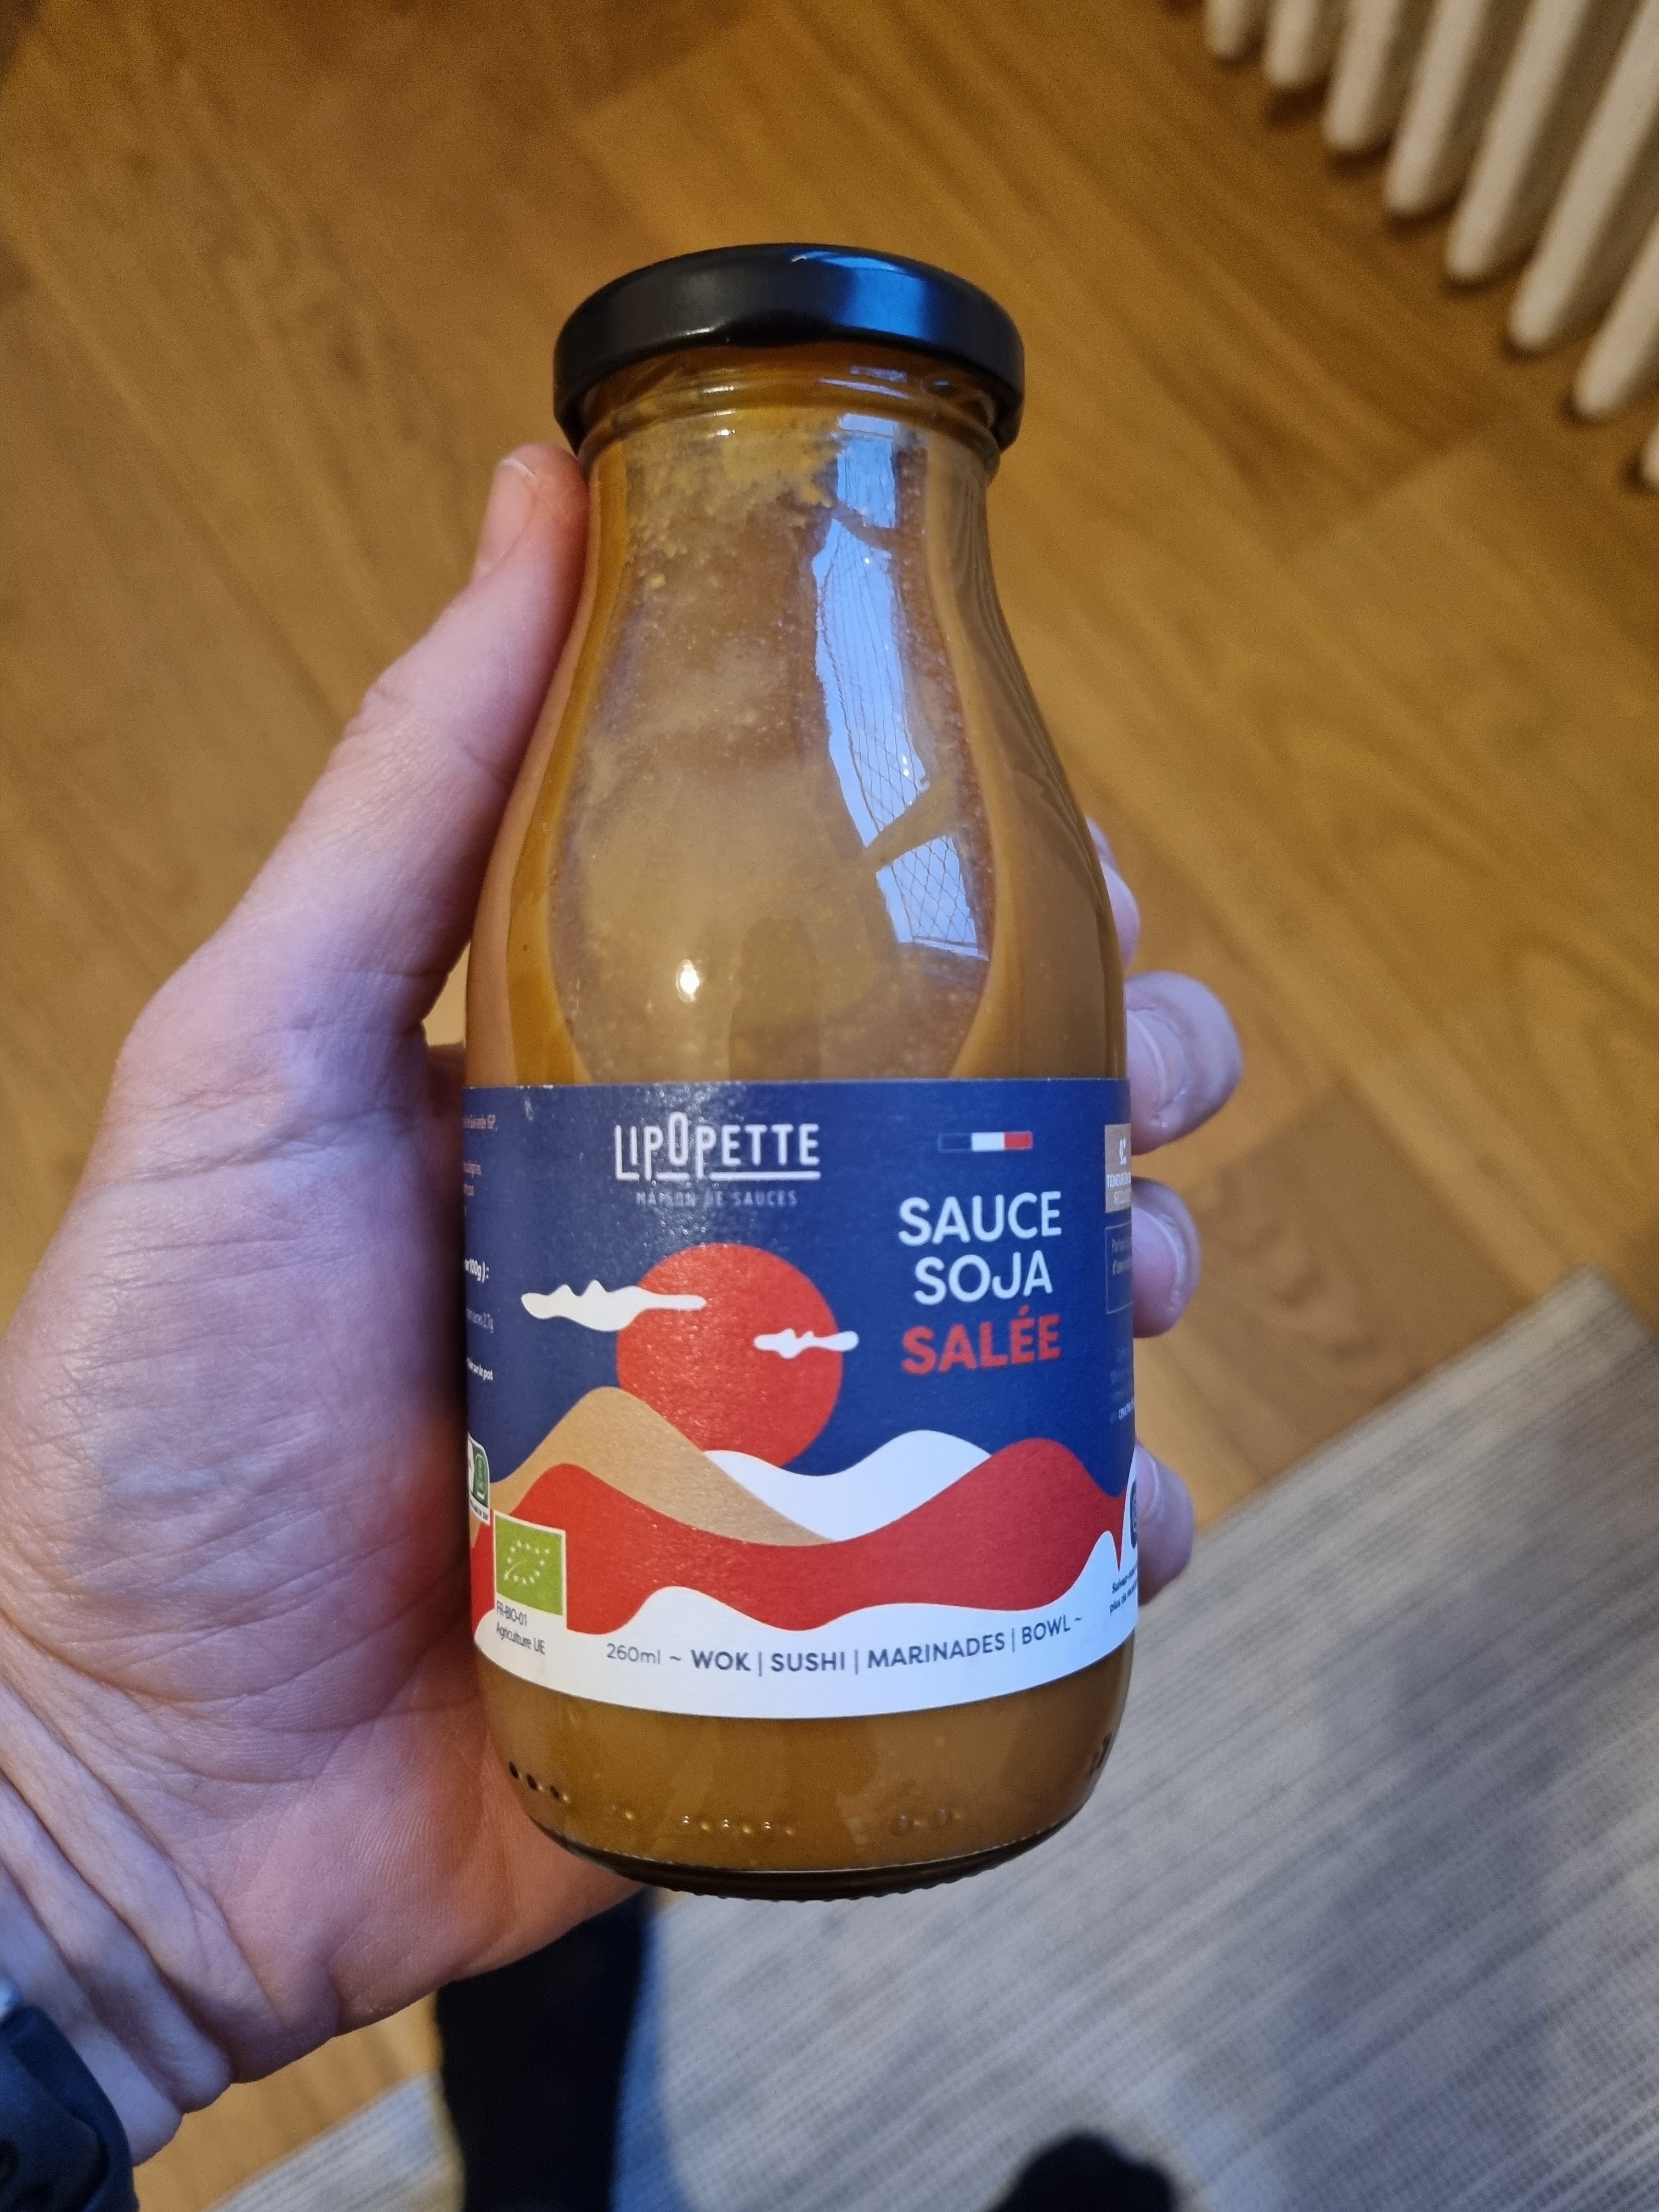 LIPOPETTE
MAISON DE SAUCES
SAUCE
SOJA
SALÉE
FR-BIO-01
Agriculture UE
260ml ~ WOK | SUSHI | MARINADES | BOWL ~